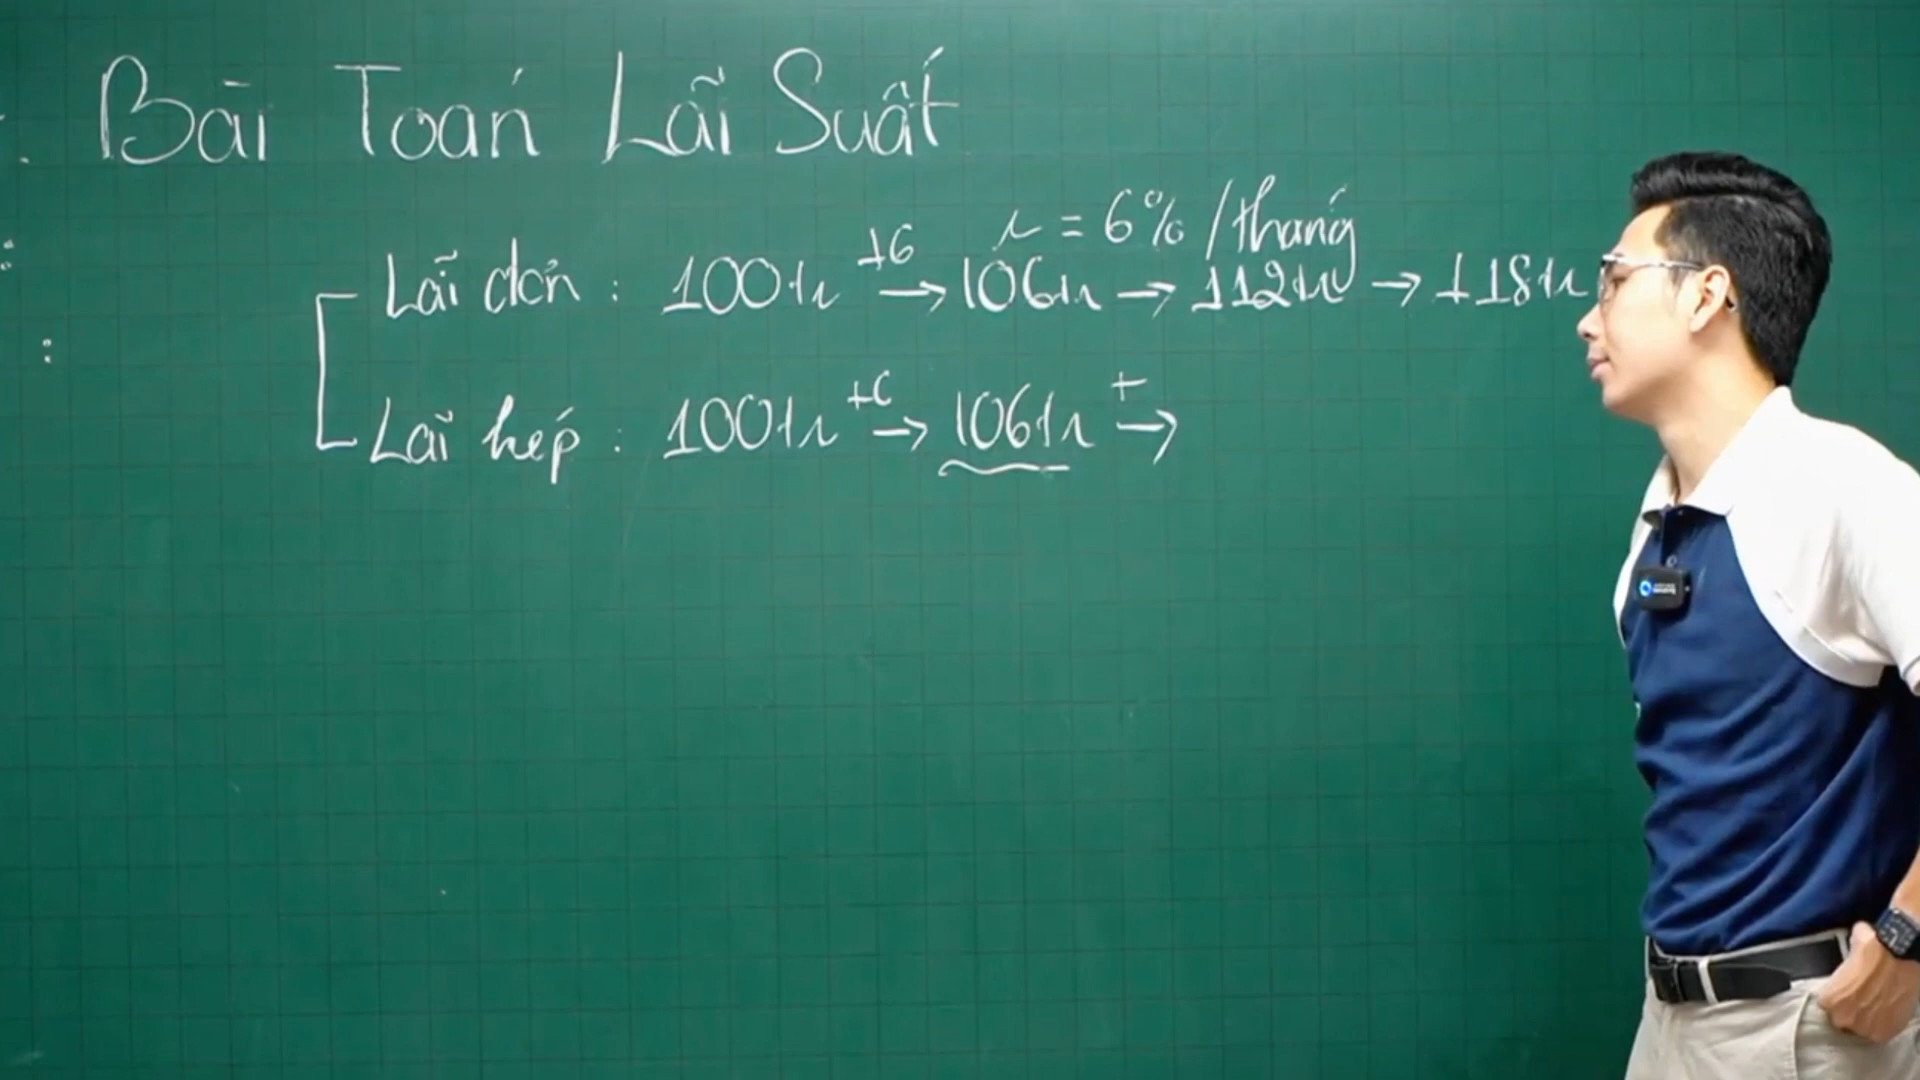 Bài Toán Lãi Suất
r = 6% / tháng
Lãi đơn : 100tr +6 → 106tr → 112tr → 118tr
Lãi kép : 100tr +6 → 106tr + →